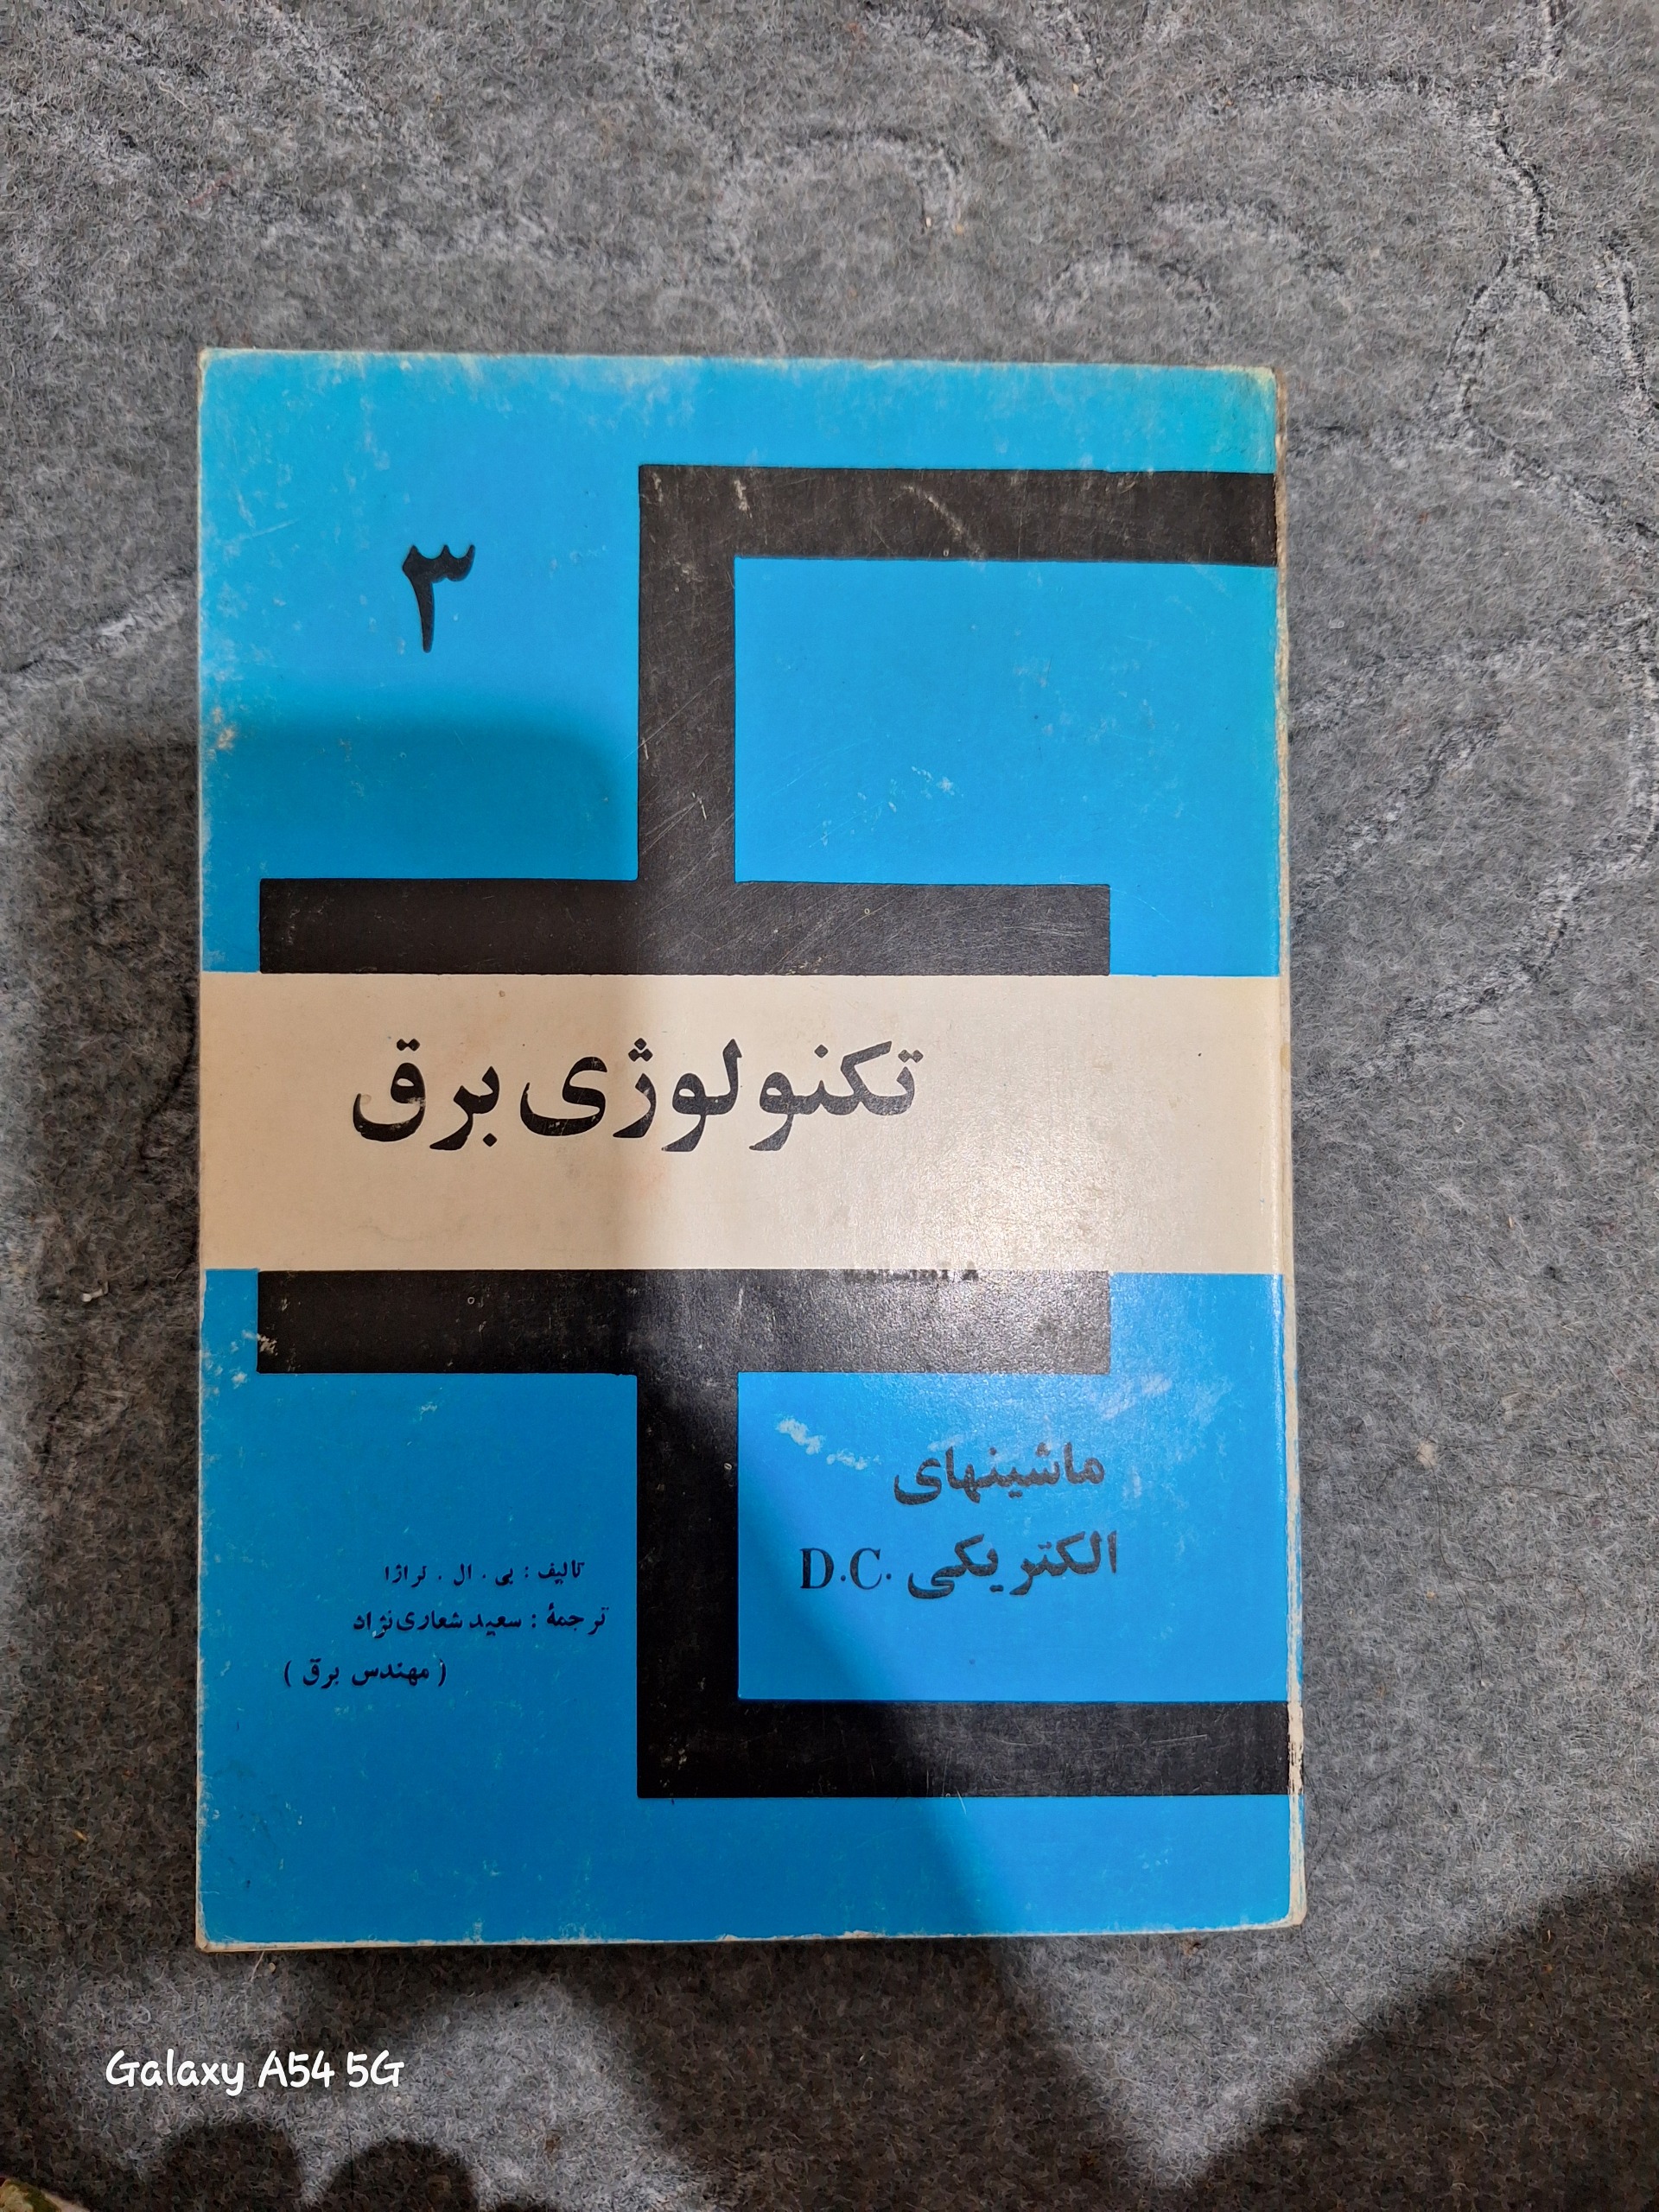 ۳
تکنولوژی برق
ماشینهای
الکتریکی D.C.
تالیف : بی . ال . تراژا
ترجمهٔ : سعید شعاری نژاد
( مهندس برق )
Galaxy A54 5G